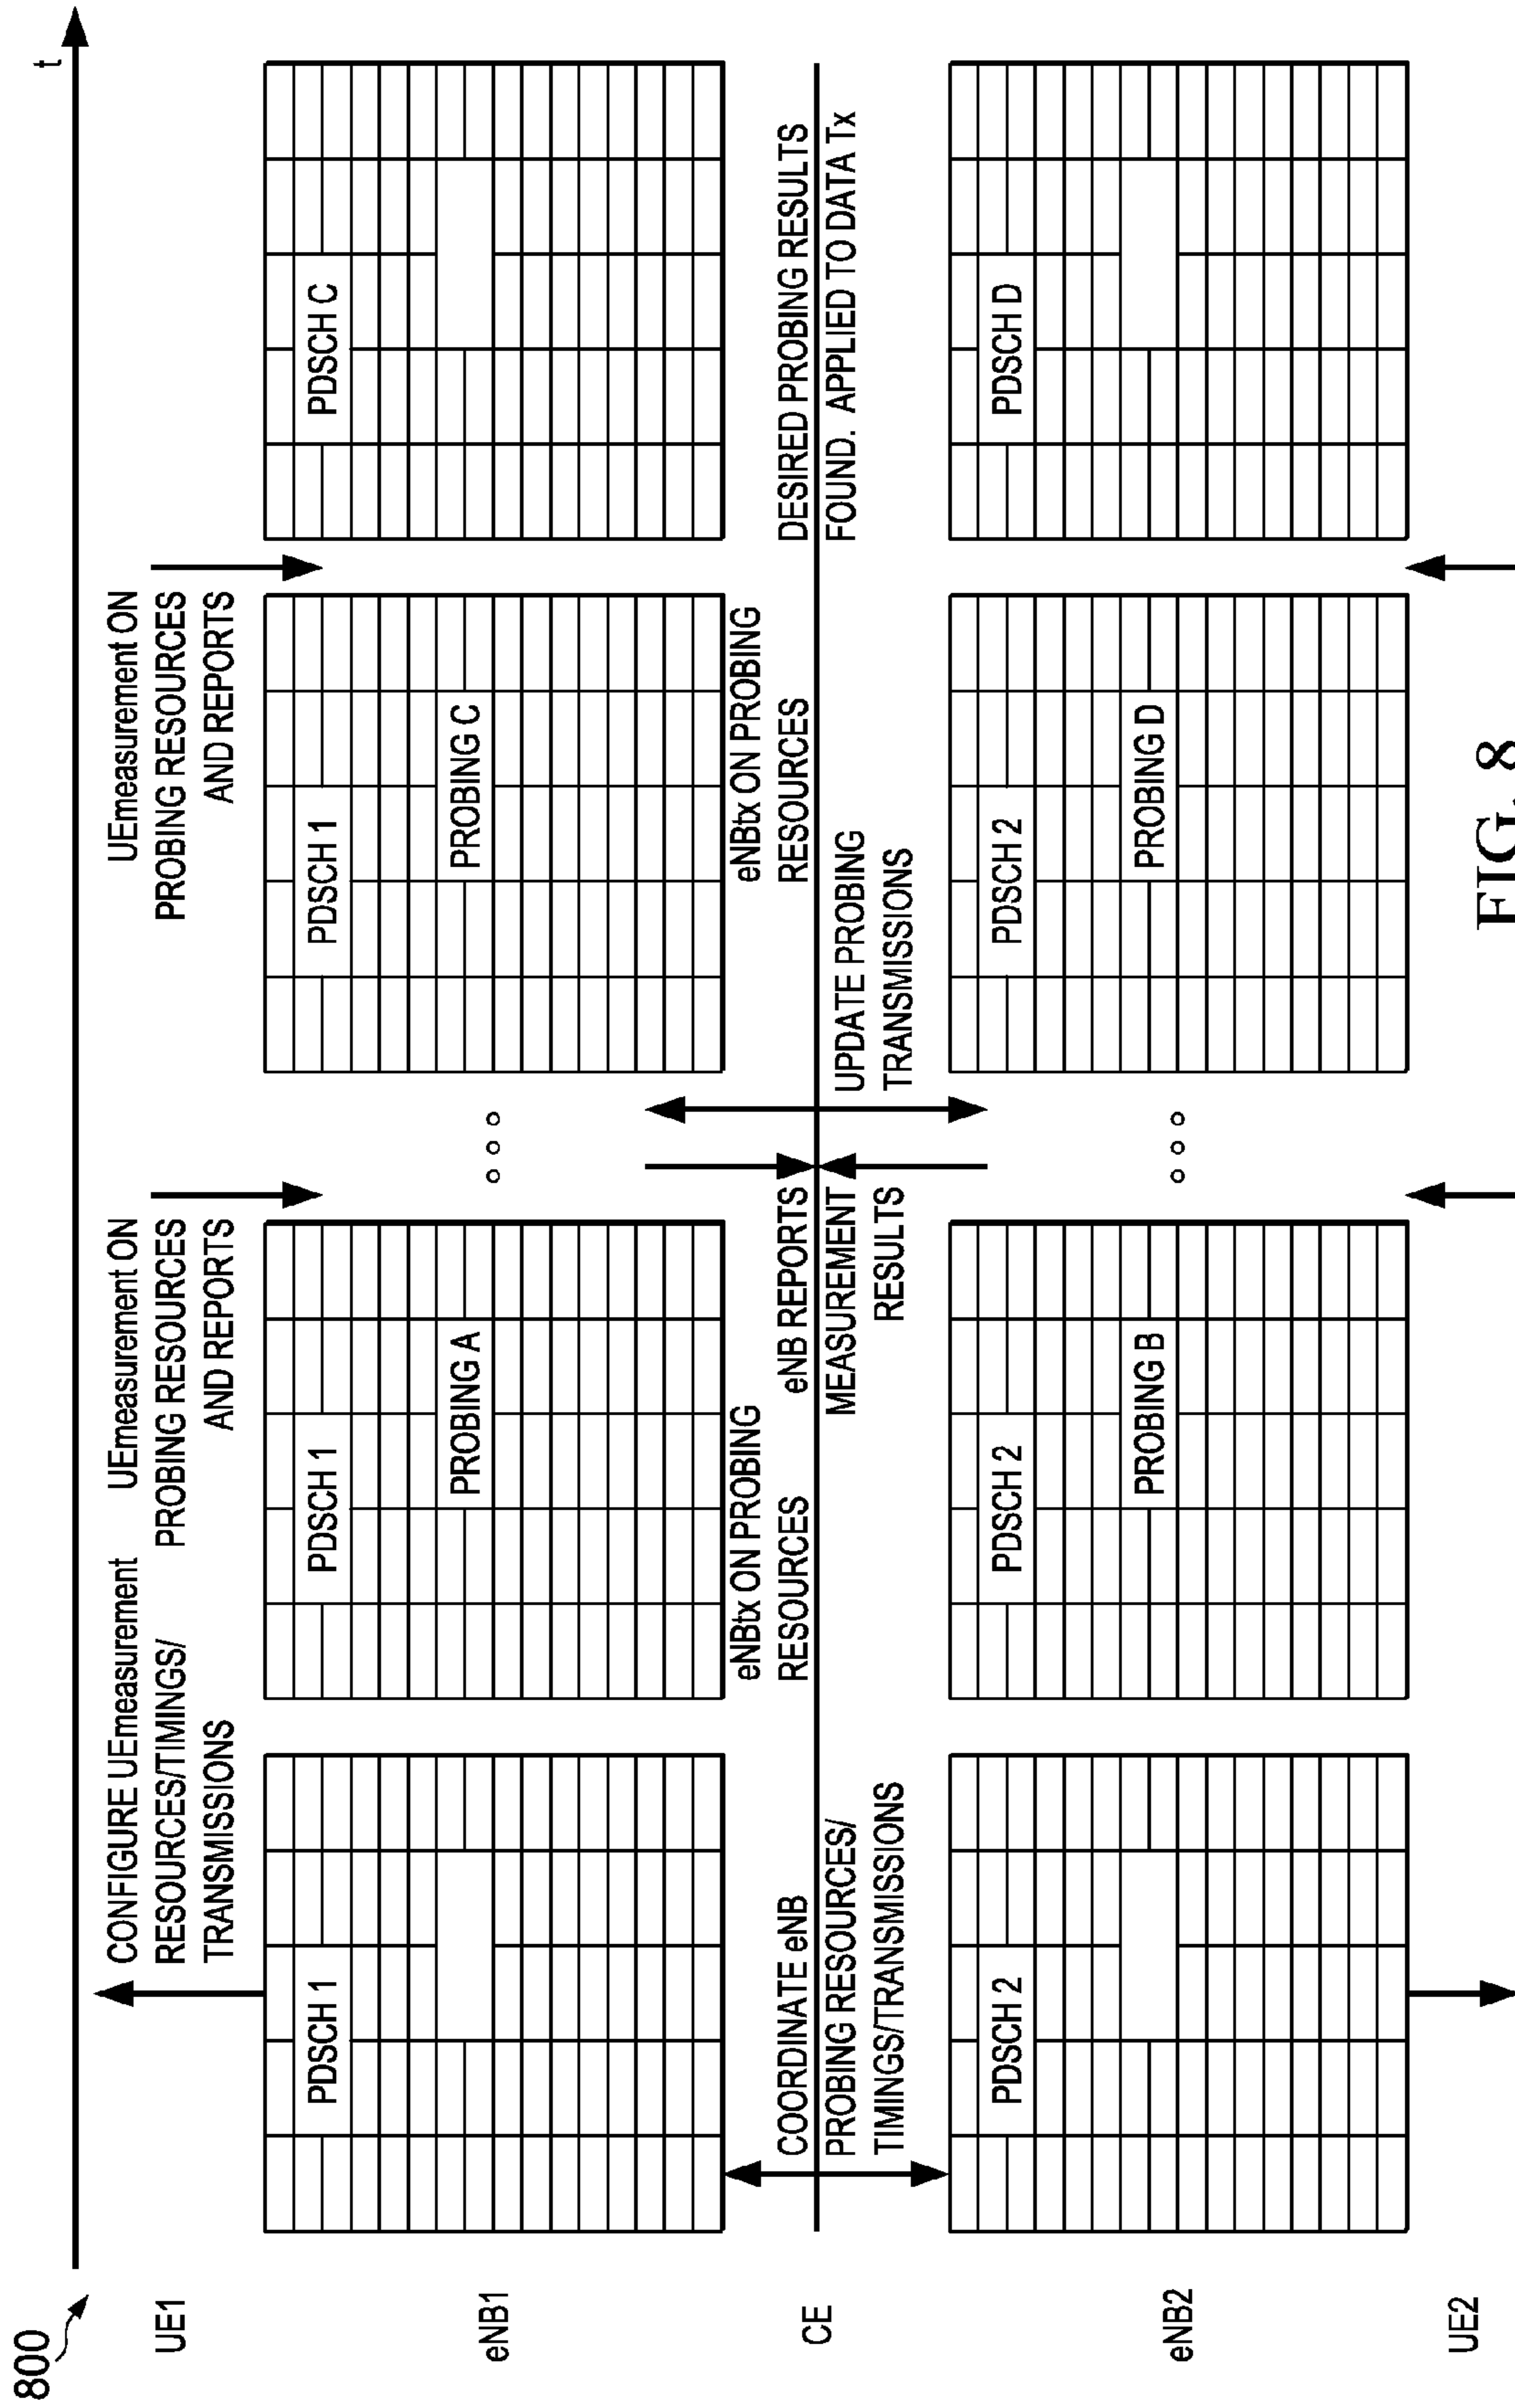 800
t
UE1
CONFIGURE UEmeasurement
RESOURCES/TIMINGS/
TRANSMISSIONS
UEmeasurement ON
PROBING RESOURCES
AND REPORTS
UEmeasurement ON
PROBING RESOURCES
AND REPORTS
eNB1
PDSCH 1
PDSCH 1
PROBING A
PDSCH 1
PROBING C
PDSCH C
eNBtx ON PROBING
RESOURCES
eNBtx ON PROBING
RESOURCES
CE
COORDINATE eNB
PROBING RESOURCES/
TIMINGS/TRANSMISSIONS
eNB REPORTS
MEASUREMENT
RESULTS
UPDATE PROBING
TRANSMISSIONS
DESIRED PROBING RESULTS
FOUND. APPLIED TO DATA Tx
eNB2
PDSCH 2
PDSCH 2
PROBING B
PDSCH 2
PROBING D
PDSCH D
UE2
FIG. 8